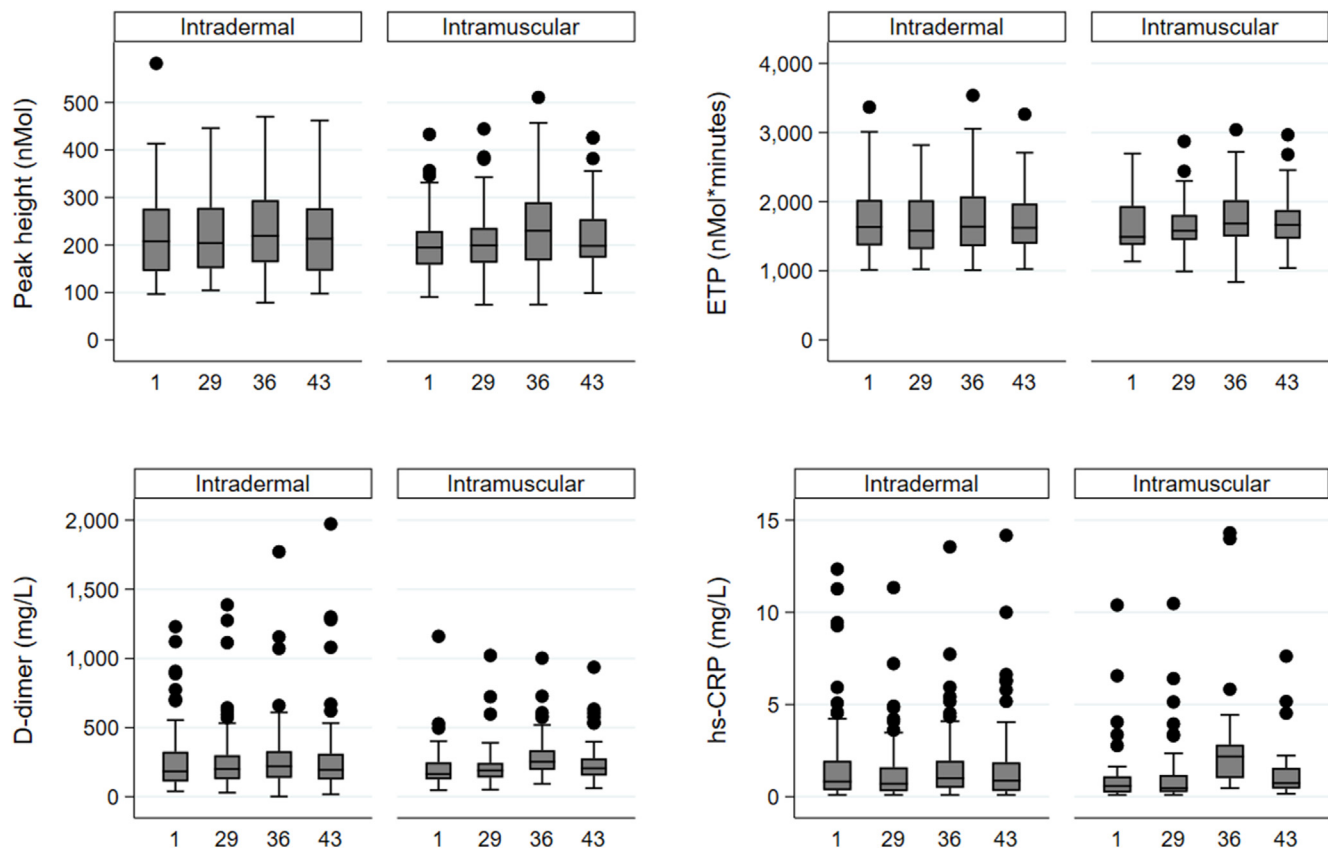 Intradermal Intramuscular
Peak height (nMol)
500
400
300
200
100
0
1 29 36 43 1 29 36 43
Intradermal Intramuscular
ETP (nMol*minutes)
4,000
3,000
2,000
1,000
0
1 29 36 43 1 29 36 43
Intradermal Intramuscular
D-dimer (mg/L)
2,000
1,500
1,000
500
0
1 29 36 43 1 29 36 43
Intradermal Intramuscular
hs-CRP (mg/L)
15
10
5
0
1 29 36 43 1 29 36 43